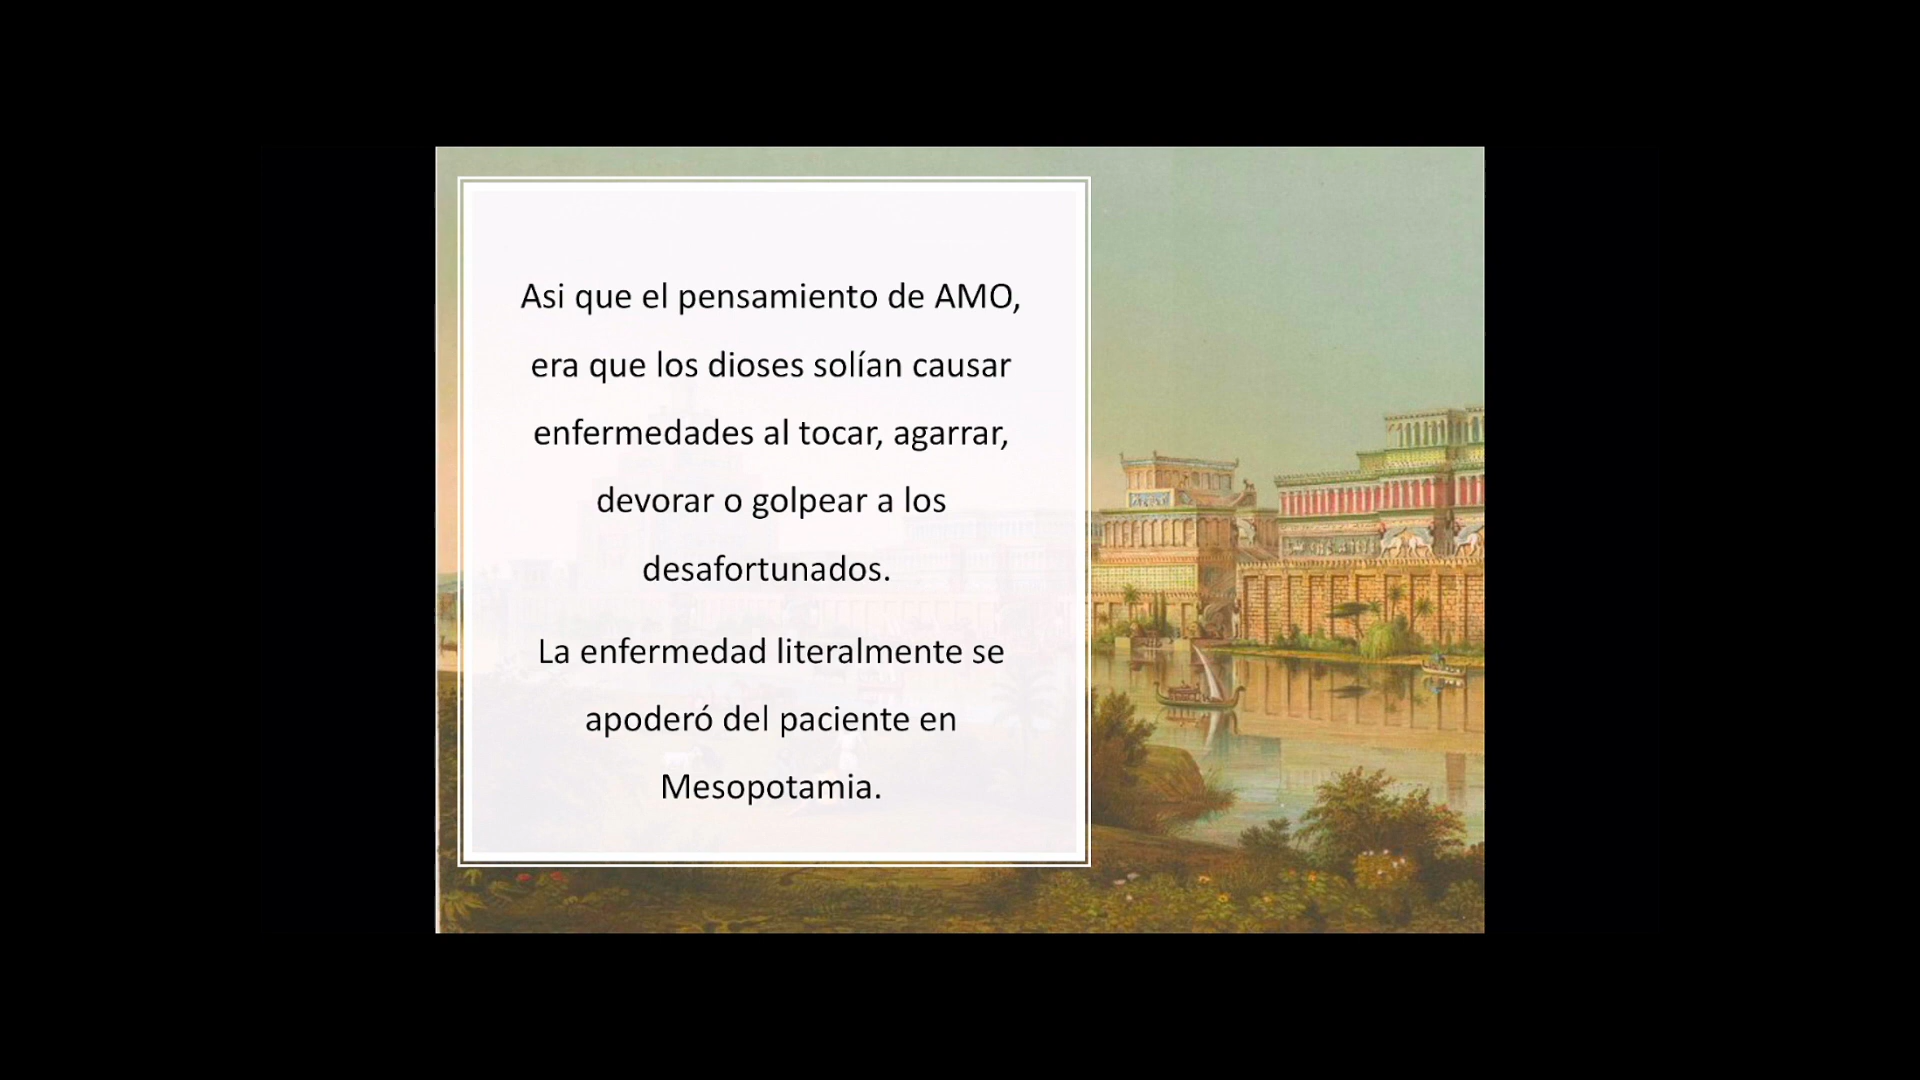 Asi que el pensamiento de AMO,
era que los dioses solían causar
enfermedades al tocar, agarrar,
devorar o golpear a los
desafortunados.
La enfermedad literalmente se
apoderó del paciente en
Mesopotamia.